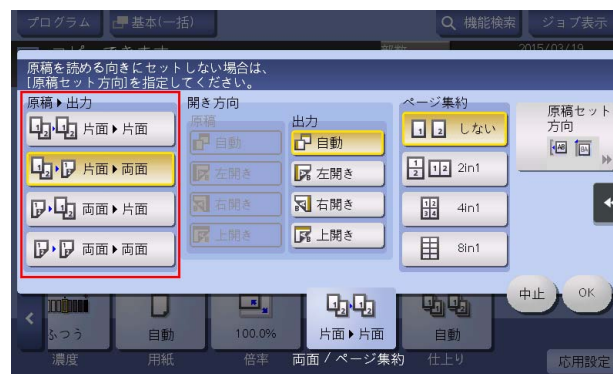 プログラム
基本(一括)
機能検索
ジョブ表示
部数
2015/03/19
原稿を読める向きにセットしない場合は、
[原稿セット方向]を指定してください。
原稿▶出力
片面▶片面
片面▶両面
両面▶片面
両面▶両面
開き方向
原稿
自動
左開き
右開き
上開き
出力
自動
左開き
右開き
上開き
ページ集約
しない
2in1
4in1
8in1
原稿セット
方向
中止
OK
ふつう
自動
100.0%
片面▶片面
自動
濃度
用紙
倍率
両面 / ページ集約
仕上り
応用設定